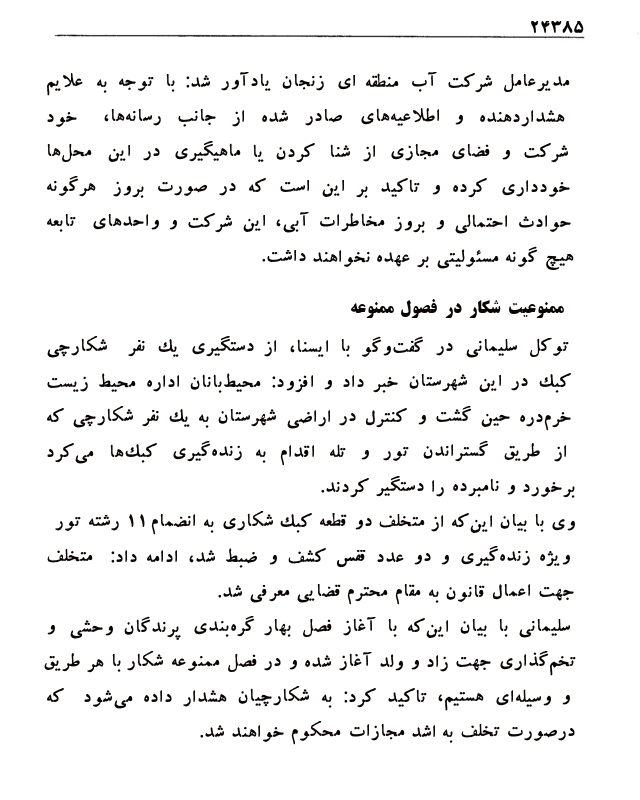 ۲۴۳۸۵
مدیرعامل شرکت آب منطقه ای زنجان یادآور شد: با توجه به علایم
هشداردهنده و اطلاعیه‌های صادر شده از جانب رسانه‌ها، خود
شرکت و فضای مجازی از شنا کردن یا ماهیگیری در این محل‌ها
خودداری کرده و تاکید بر این است که در صورت بروز هرگونه
حوادث احتمالی و بروز مخاطرات آبی، این شرکت و واحدهای تابعه
هیچ گونه مسئولیتی بر عهده نخواهند داشت.
ممنوعیت شکار در فصول ممنوعه
توکل سلیمانی در گفت‌وگو با ایسنا، از دستگیری یك نفر شکارچی
کبك در این شهرستان خبر داد و افزود: محیط‌بانان اداره محیط زیست
خرم‌دره حین گشت و کنترل در اراضی شهرستان به یك نفر شکارچی که
از طریق گستراندن تور و تله اقدام به زنده‌گیری کبك‌ها می‌کرد
برخورد و نامبرده را دستگیر کردند.
وی با بیان این‌که از متخلف دو قطعه کبك شکاری به انضمام۱۱ رشته تور
ویژه زنده‌گیری و دو عدد قفس کشف و ضبط شد، ادامه داد: متخلف
جهت اعمال قانون به مقام محترم قضایی معرفی شد.
سلیمانی با بیان این‌که با آغاز فصل بهار گره‌بندی پرندگان وحشی و
تخم‌گذاری جهت زاد و ولد آغاز شده و در فصل ممنوعه شکار با هر طریق
و وسیله‌ای هستیم، تاکید کرد: به شکارچیان هشدار داده می‌شود که
درصورت تخلف به اشد مجازات محکوم خواهند شد.